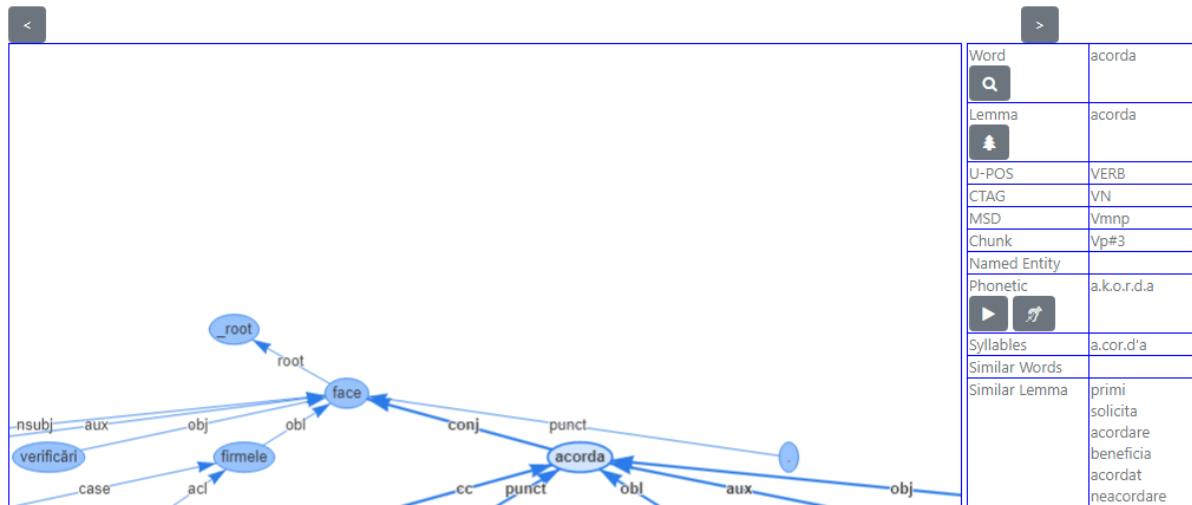 < >
Word acorda
Lemma acorda
U-POS VERB
CTAG VN
MSD Vmnp
Chunk Vp#3
Named Entity
Phonetic a.k.o.r.d.a
Syllables a.cor.d'a
Similar Words
Similar Lemma primi
solicita
acordare
beneficia
acordat
neacordare
_root
root
face
nsubj aux obj obl conj punct
verificări firmele acorda .
case acl cc punct obl aux obj